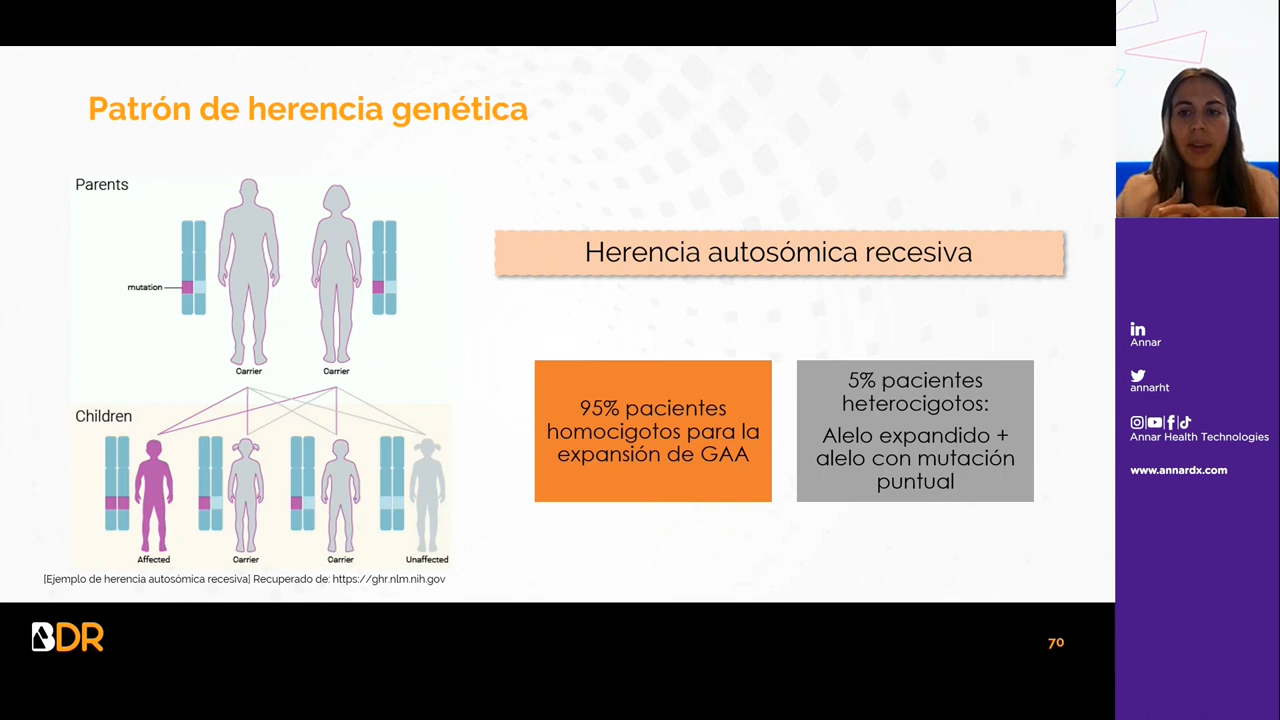 Patrón de herencia genética
Parents
mutation
Carrier
Carrier
Children
Affected
Carrier
Carrier
Unaffected
[Ejemplo de herencia autosómica recesiva] Recuperado de: https://ghr.nlm.nih.gov
Herencia autosómica recesiva
95% pacientes
homocigotos para la
expansión de GAA
5% pacientes
heterocigotos:
Alelo expandido +
alelo con mutación
puntual
BDR
70
in
Annar
annarht
Annar Health Technologies
www.annardx.com